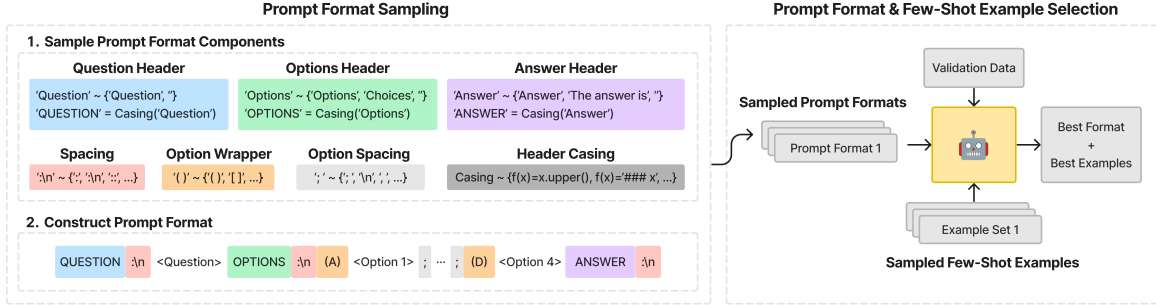 Prompt Format Sampling
1. Sample Prompt Format Components
Question Header
Options Header
Answer Header
‘Question’ ~ {‘Question’, ‘’}
‘QUESTION’ = Casing(‘Question’)
‘Options’ ~ {‘Options’, ‘Choices’, ‘’}
‘OPTIONS’ = Casing(‘Options’)
‘Answer’ ~ {‘Answer’, ‘The answer is’, ‘’}
‘ANSWER’ = Casing(‘Answer’)
Spacing
Option Wrapper
Option Spacing
Header Casing
‘:\n’ ~ {‘:’, ‘:\n’, ‘::’, ...}
‘( )’ ~ {‘( )’, ‘[ ]’, ...}
‘; ’ ~ {‘; ’, ‘\n’, ‘, ’, ...}
Casing ~ {f(x)=x.upper(), f(x)=‘### x’, ...}
2. Construct Prompt Format
QUESTION :\n <Question> OPTIONS :\n (A) <Option 1> ; ... ; (D) <Option 4> ANSWER :\n
Prompt Format & Few-Shot Example Selection
Validation Data
Sampled Prompt Formats
Prompt Format 1
Best Format
+
Best Examples
Example Set 1
Sampled Few-Shot Examples